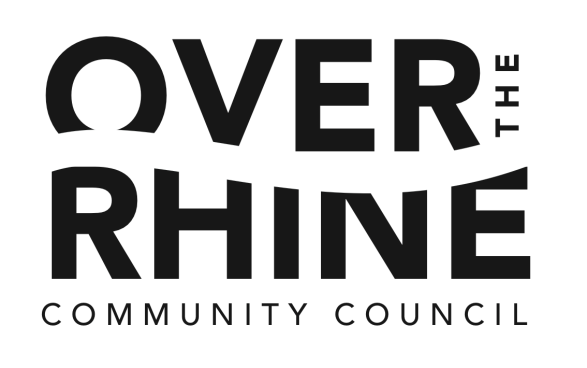 OVER THE
RHINE
COMMUNITY COUNCIL